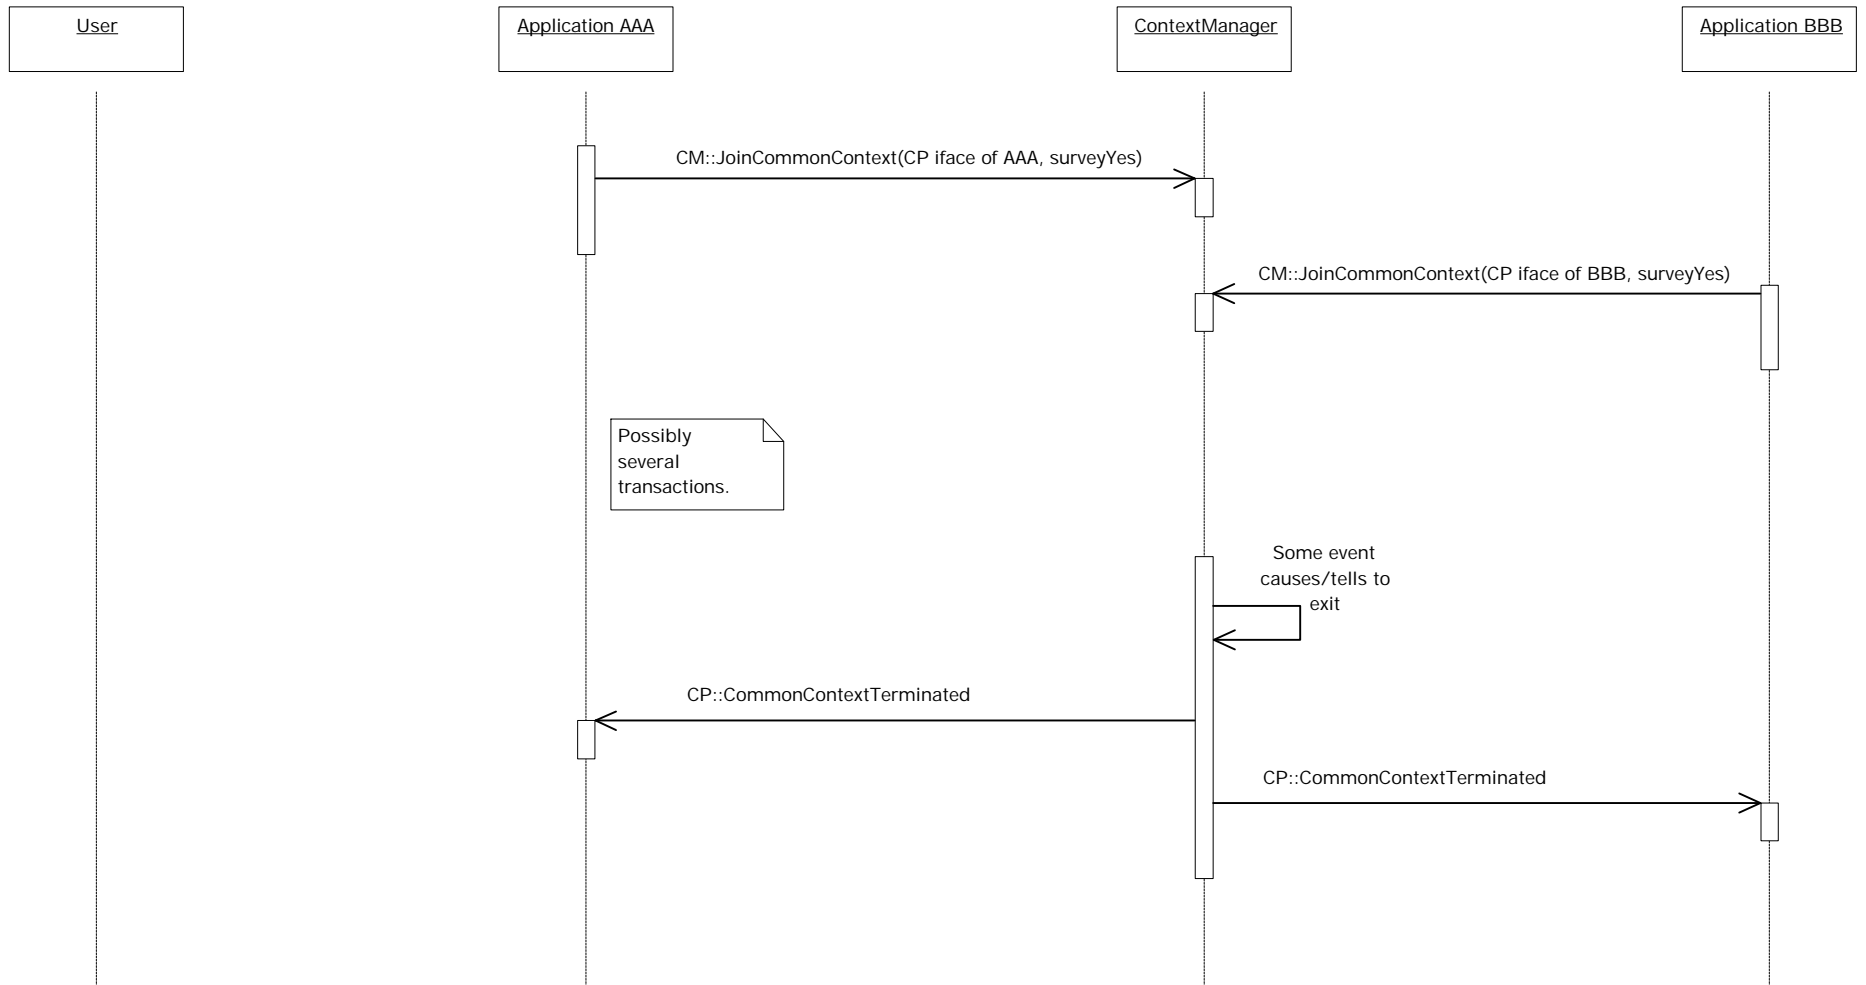 User
Application AAA
ContextManager
Application BBB
CM::JoinCommonContext(CP iface of AAA, surveyYes)
CM::JoinCommonContext(CP iface of BBB, surveyYes)
Possibly
several
transactions.
Some event
causes/tells to
exit
CP::CommonContextTerminated
CP::CommonContextTerminated